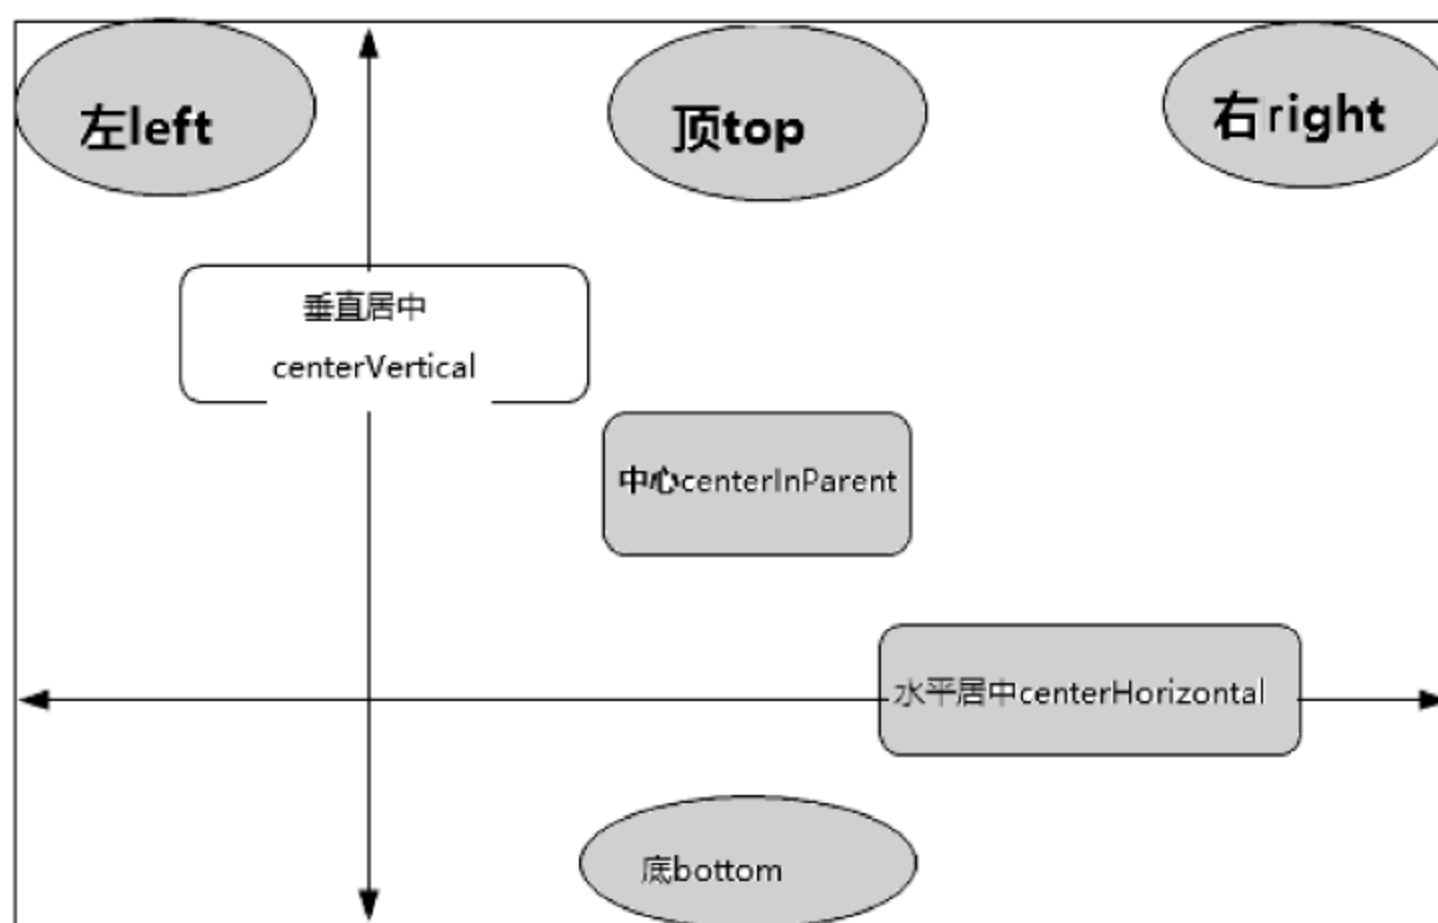 左left
顶top
右right
垂直居中
centerVertical
中心centerInParent
水平居中centerHorizontal
底bottom